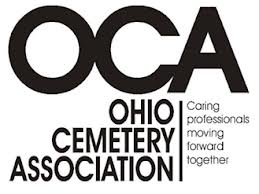 OCA
OHIO
CEMETERY
ASSOCIATION
Caring
professionals
moving
forward
together